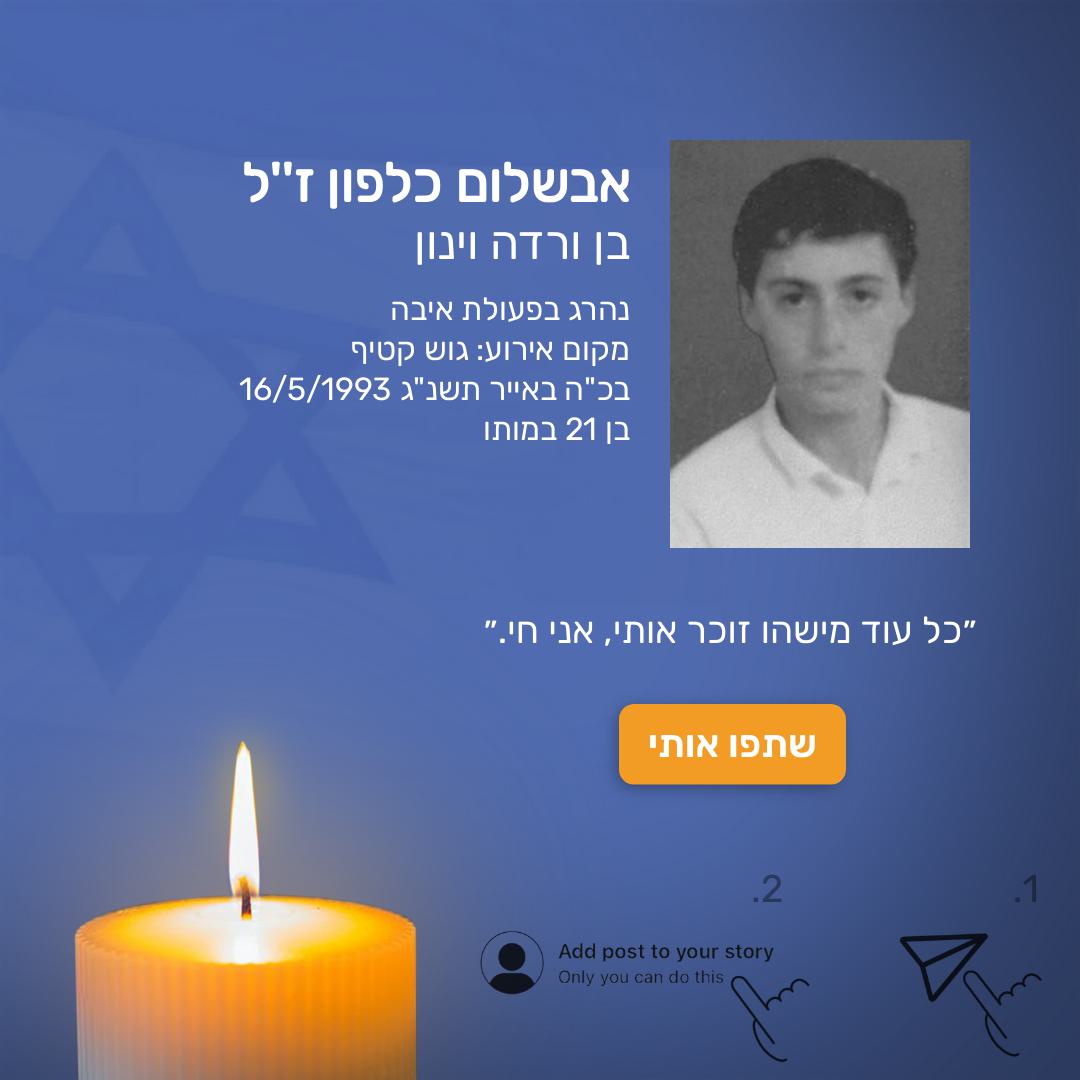 אבשלום כלפון ז"ל
בן ורדה וינון
נהרג בפעולת איבה
מקום אירוע: גוש קטיף
בכ"ה באייר תשנ"ג 16/5/1993
בן 21 במותו
״כל עוד מישהו זוכר אותי, אני חי.״
שתפו אותי
1.
2.
Add post to your story
Only you can do this